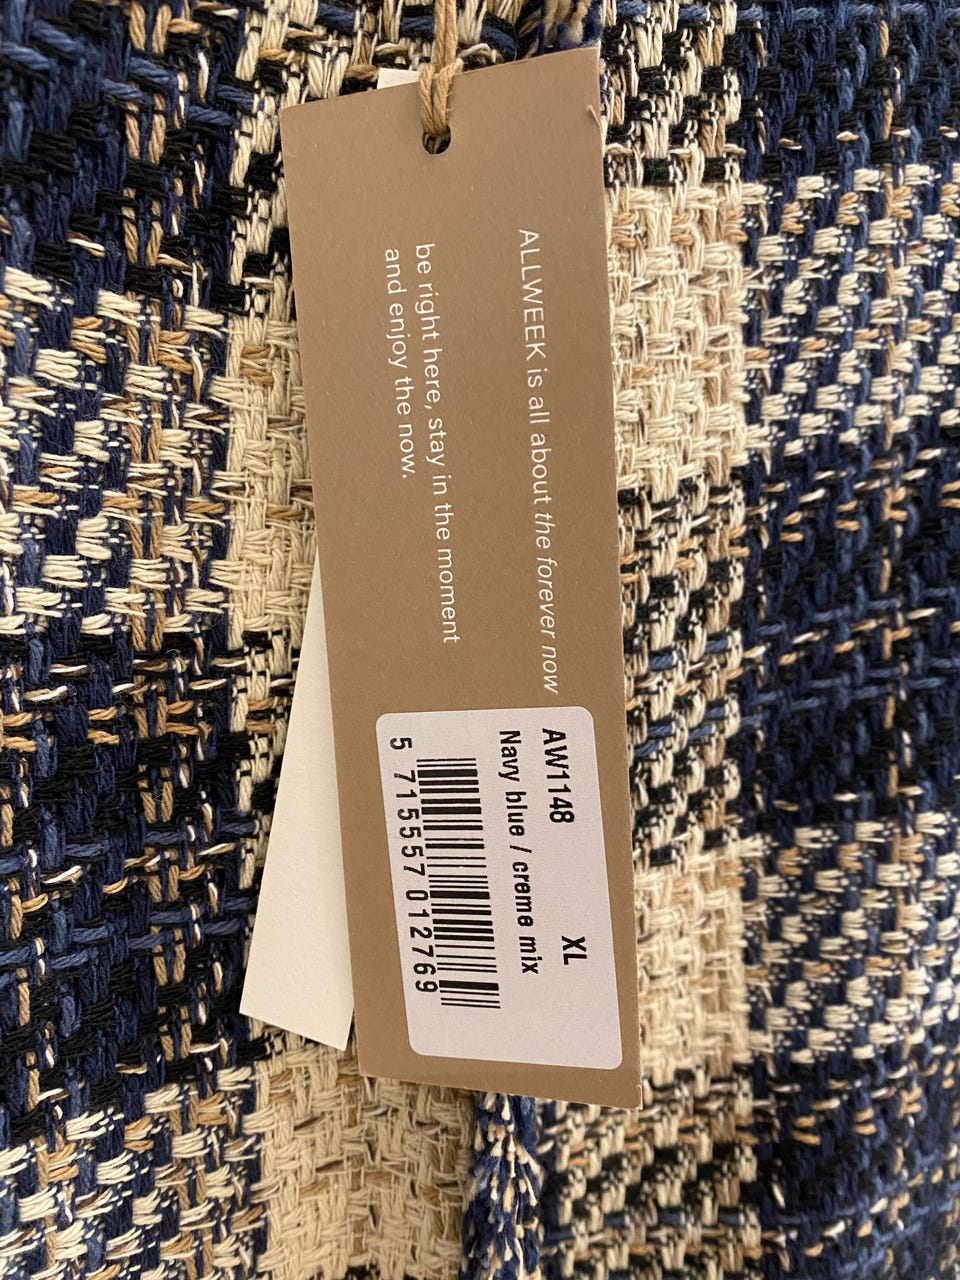 ALLWEEK is all about the forever now
be right here, stay in the moment
and enjoy the now.
AW1148 XL
Navy blue / creme mix
5 715557 012769